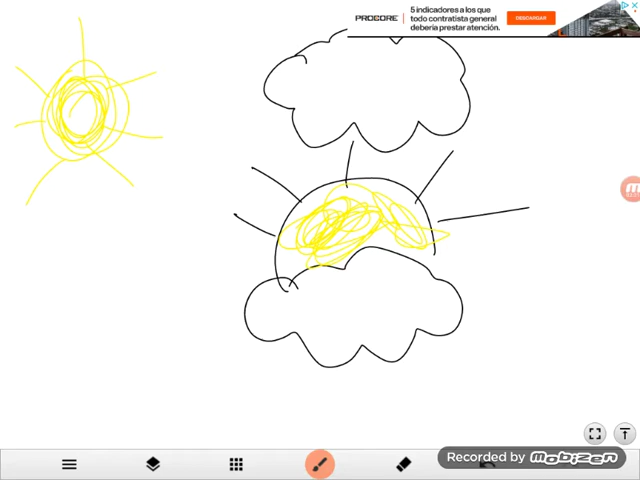 PROCORE
5 indicadores a los que
todo contratista general
debería prestar atención.
DESCARGAR
Recorded by mobizen